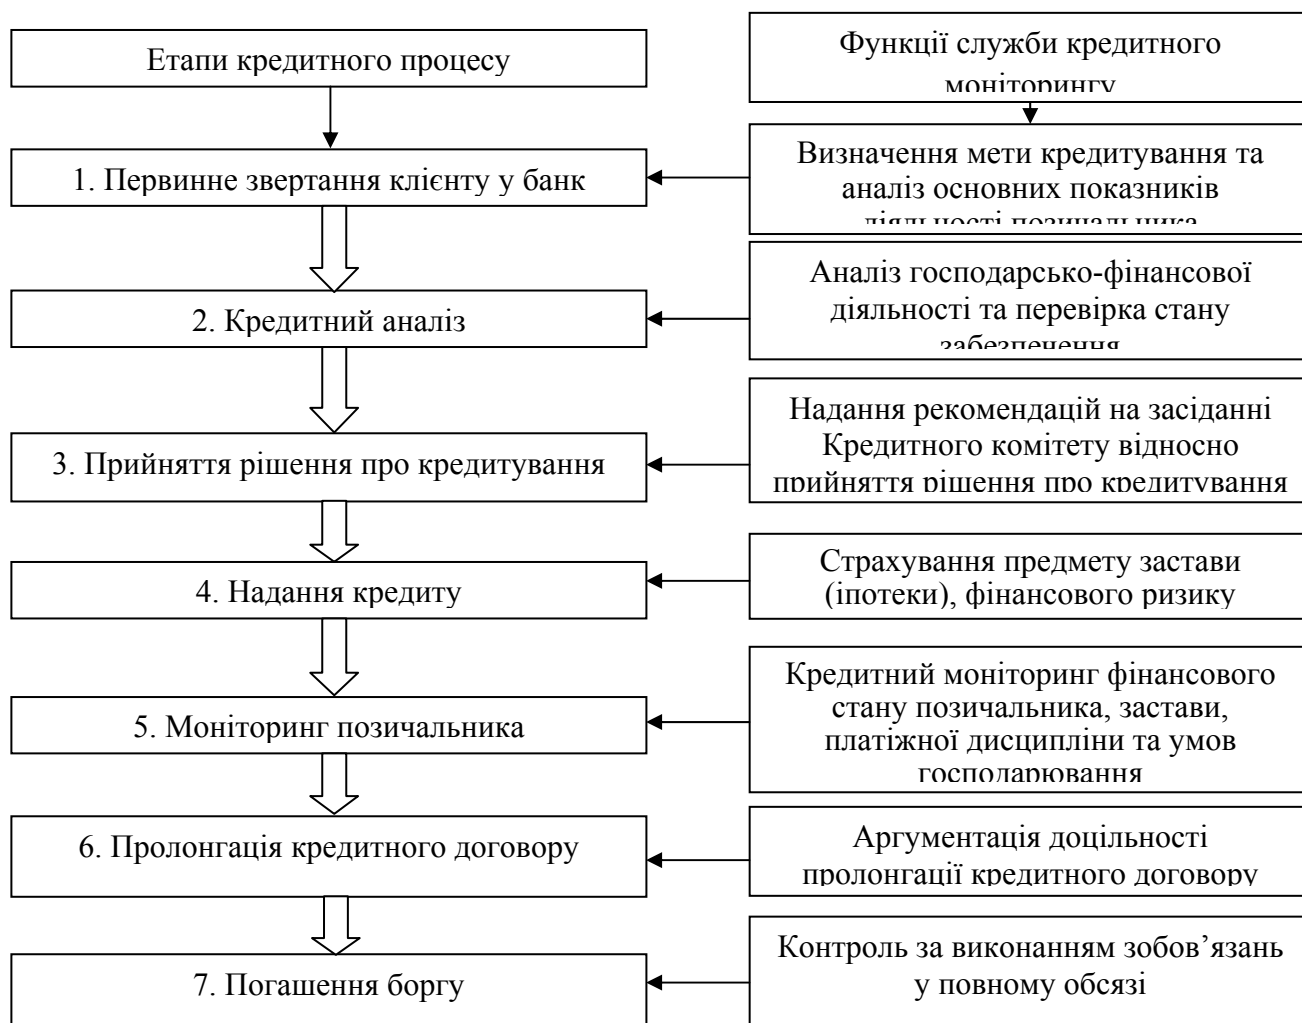 Етапи кредитного процесу
Функції служби кредитного
моніторингу
1. Первинне звертання клієнту у банк
Визначення мети кредитування та
аналіз основних показників
діяльності позичальника
2. Кредитний аналіз
Аналіз господарсько-фінансової
діяльності та перевірка стану
забезпечення
3. Прийняття рішення про кредитування
Надання рекомендацій на засіданні
Кредитного комітету відносно
прийняття рішення про кредитування
4. Надання кредиту
Страхування предмету застави
(іпотеки), фінансового ризику
5. Моніторинг позичальника
Кредитний моніторинг фінансового
стану позичальника, застави,
платіжної дисципліни та умов
господарювання
6. Пролонгація кредитного договору
Аргументація доцільності
пролонгації кредитного договору
7. Погашення боргу
Контроль за виконанням зобов’язань
у повному обсязі